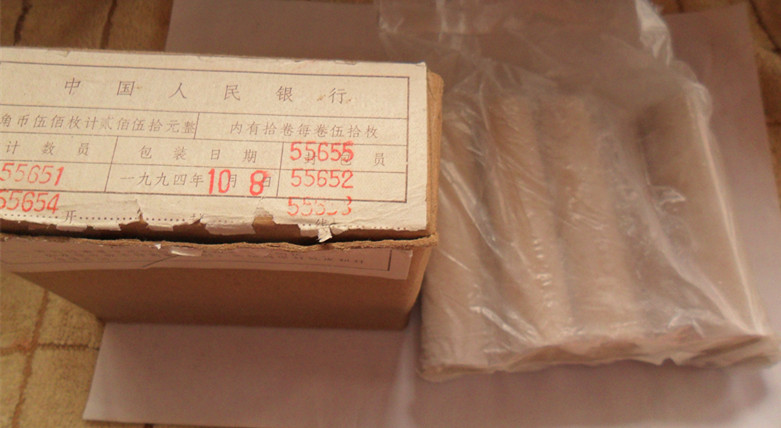 中国人民银行
角币伍佰枚计贰佰伍拾元整 内有拾卷每卷伍拾枚
计数员 包装日期 员
55651 一九九四年10月8日 55655
55652
55654 开